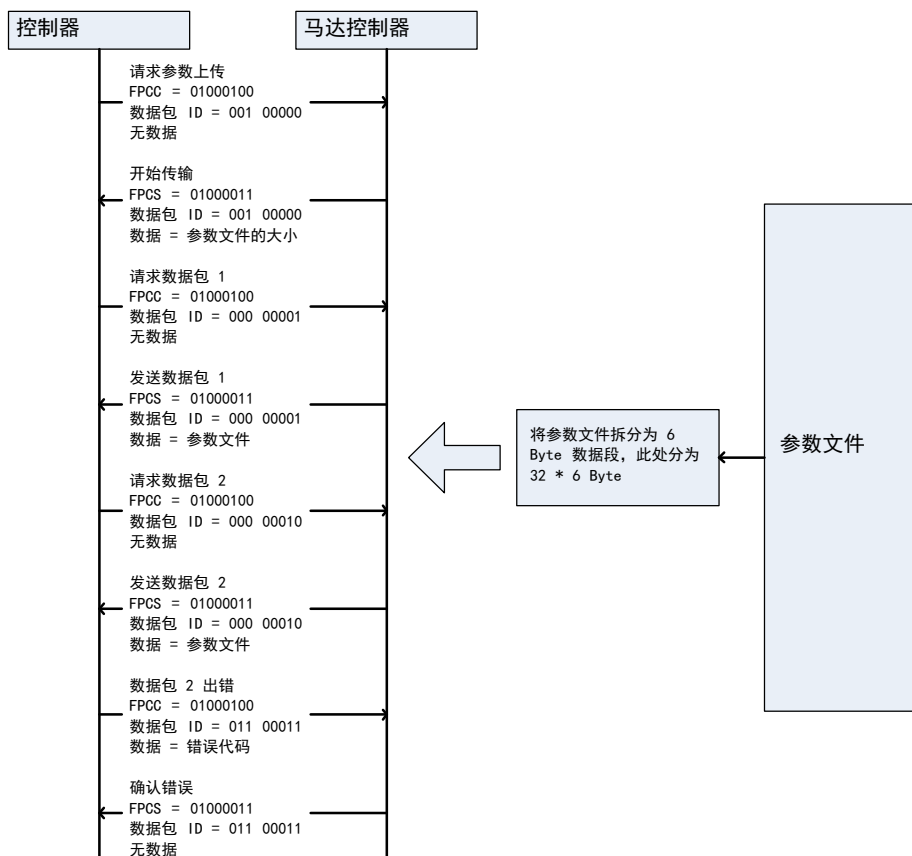 控制器
马达控制器
请求参数上传
FPCC = 01000100
数据包 ID = 001 00000
无数据
开始传输
FPCS = 01000011
数据包 ID = 001 00000
数据 = 参数文件的大小
请求数据包 1
FPCC = 01000100
数据包 ID = 000 00001
无数据
发送数据包 1
FPCS = 01000011
数据包 ID = 000 00001
数据 = 参数文件
请求数据包 2
FPCC = 01000100
数据包 ID = 000 00010
无数据
发送数据包 2
FPCS = 01000011
数据包 ID = 000 00010
数据 = 参数文件
数据包 2 出错
FPCC = 01000100
数据包 ID = 011 00011
数据 = 错误代码
确认错误
FPCS = 01000011
数据包 ID = 011 00011
无数据
将参数文件拆分为 6
Byte 数据段，此处分为
32 * 6 Byte
参数文件